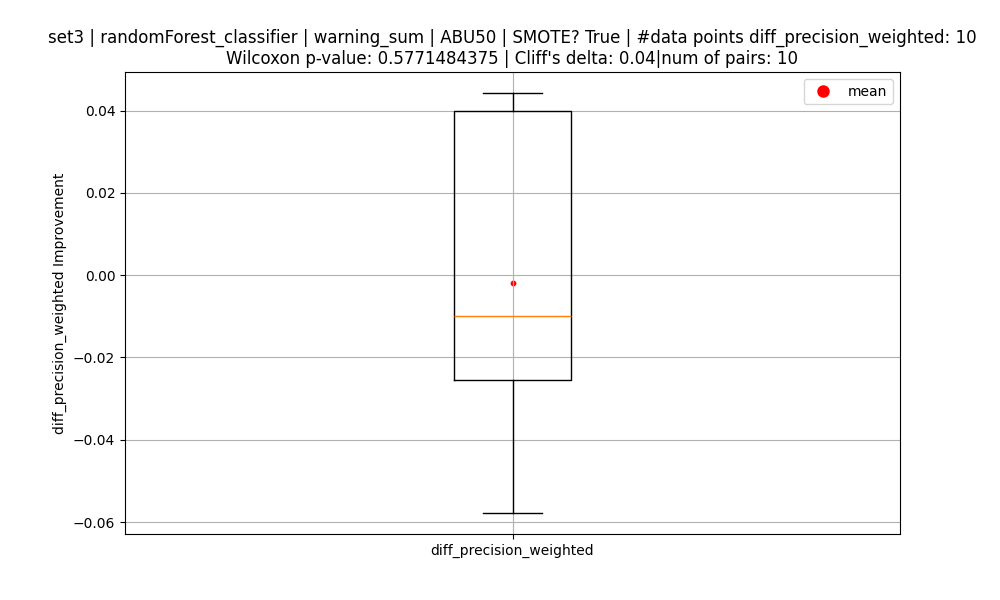 set3 | randomForest_classifier | warning_sum | ABU50 | SMOTE? True | #data points diff_precision_weighted: 10
Wilcoxon p-value: 0.5771484375 | Cliff's delta: 0.04|num of pairs: 10
mean
0.04
0.02
0.00
−0.02
−0.04
−0.06
diff_precision_weighted Improvement
diff_precision_weighted